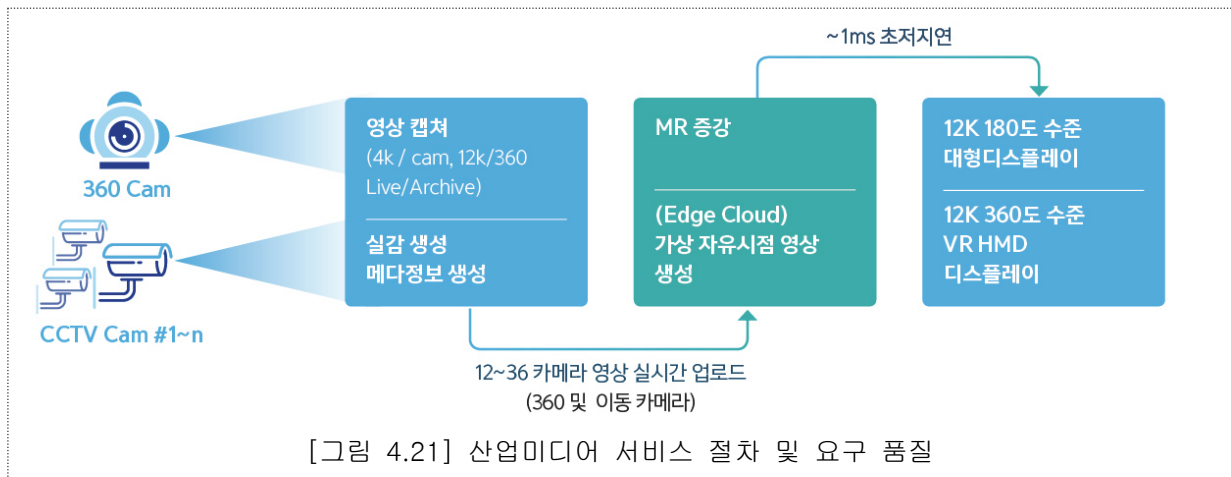 ~1ms 초저지연
360 Cam
CCTV Cam #1~n
영상 캡쳐
(4k / cam, 12k/360
Live/Archive)
실감 생성
메다정보 생성
MR 증강
(Edge Cloud)
가상 자유시점 영상
생성
12K 180도 수준
대형디스플레이
12K 360도 수준
VR HMD
디스플레이
12~36 카메라 영상 실시간 업로드
(360 및 이동 카메라)
[그림 4.21] 산업미디어 서비스 절차 및 요구 품질